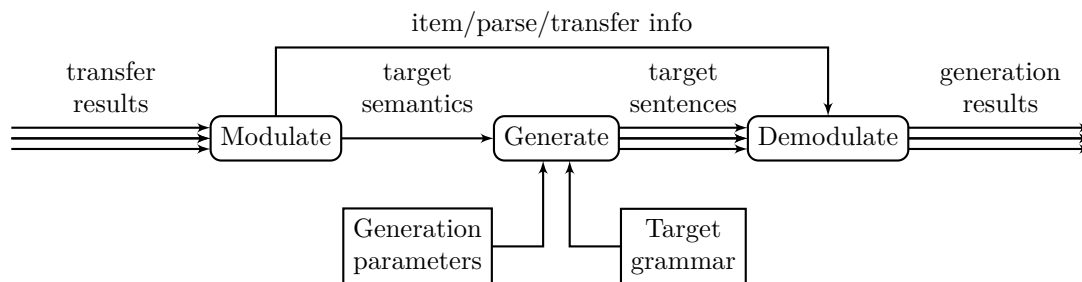 item/parse/transfer info
transfer
results
target
semantics
target
sentences
generation
results
Modulate
Generate
Demodulate
Generation
parameters
Target
grammar